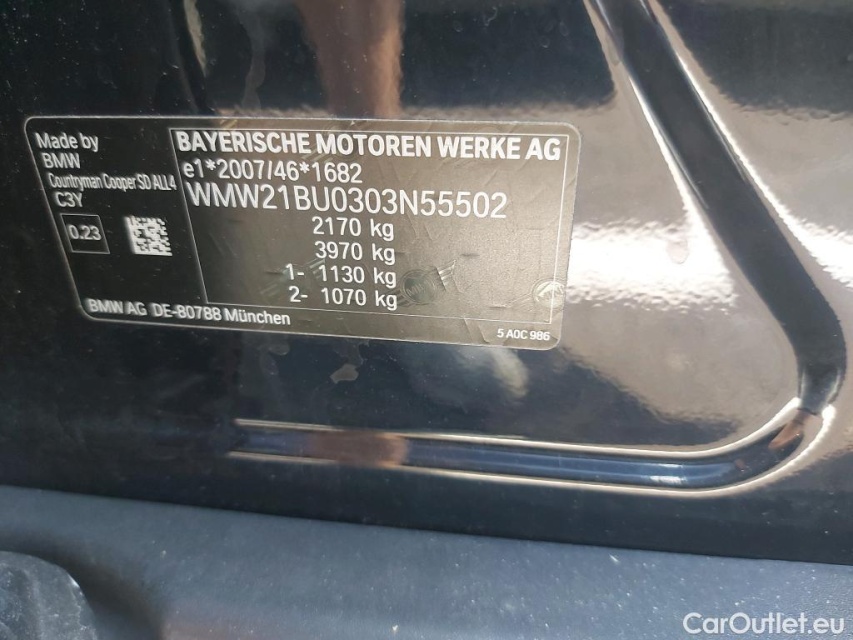 Made by
BMW
Countryman Cooper SD ALL4
C3Y
0.23
BAYERISCHE MOTOREN WERKE AG
e1*2007/46*1682
WMW21BU0303N55502
2170 kg
3970 kg
1- 1130 kg
2- 1070 kg
BMW AG DE-80788 München
5 A0C 986
CarOutlet.eu